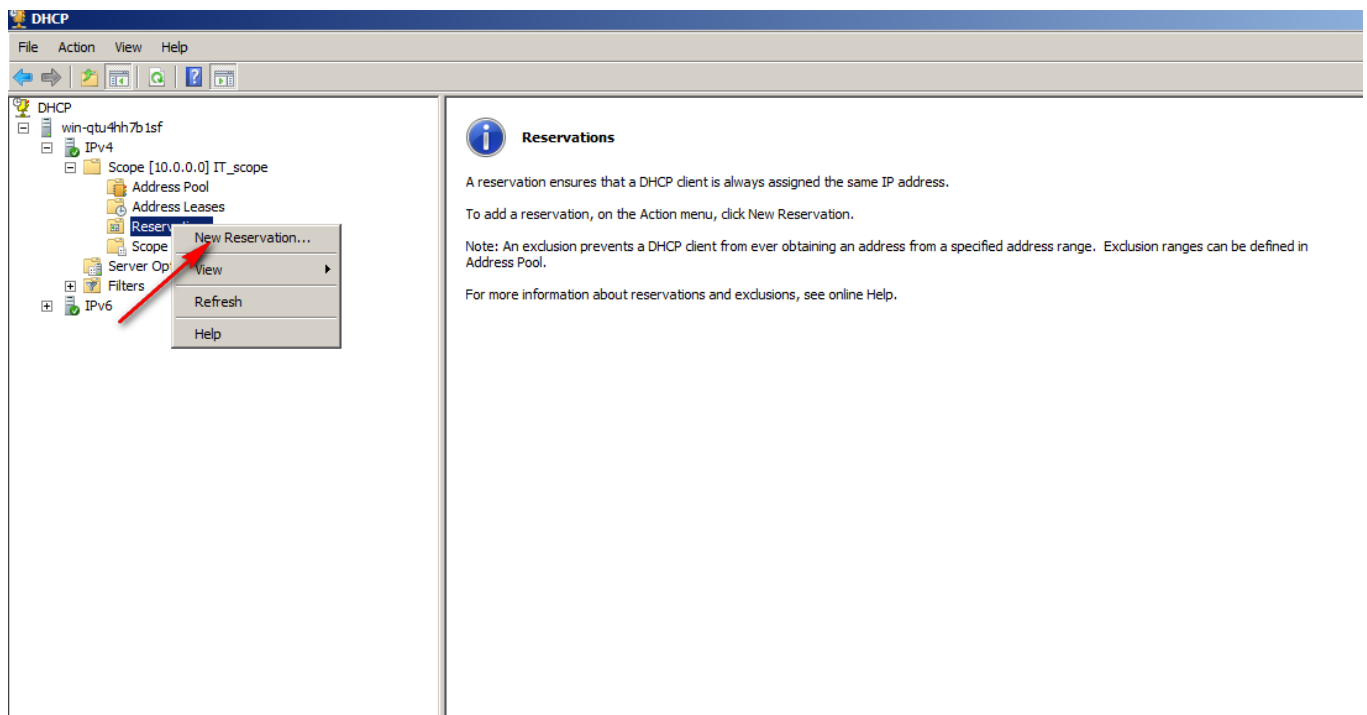 DHCP
File Action View Help
DHCP
win-qtu4hh7b1sf
IPv4
Scope [10.0.0.0] IT_scope
Address Pool
Address Leases
Reserv
New Reservation...
Scope
Server Op
View
Filters
IPv6
Refresh
Help
Reservations
A reservation ensures that a DHCP client is always assigned the same IP address.
To add a reservation, on the Action menu, click New Reservation.
Note: An exclusion prevents a DHCP client from ever obtaining an address from a specified address range. Exclusion ranges can be defined in
Address Pool.
For more information about reservations and exclusions, see online Help.